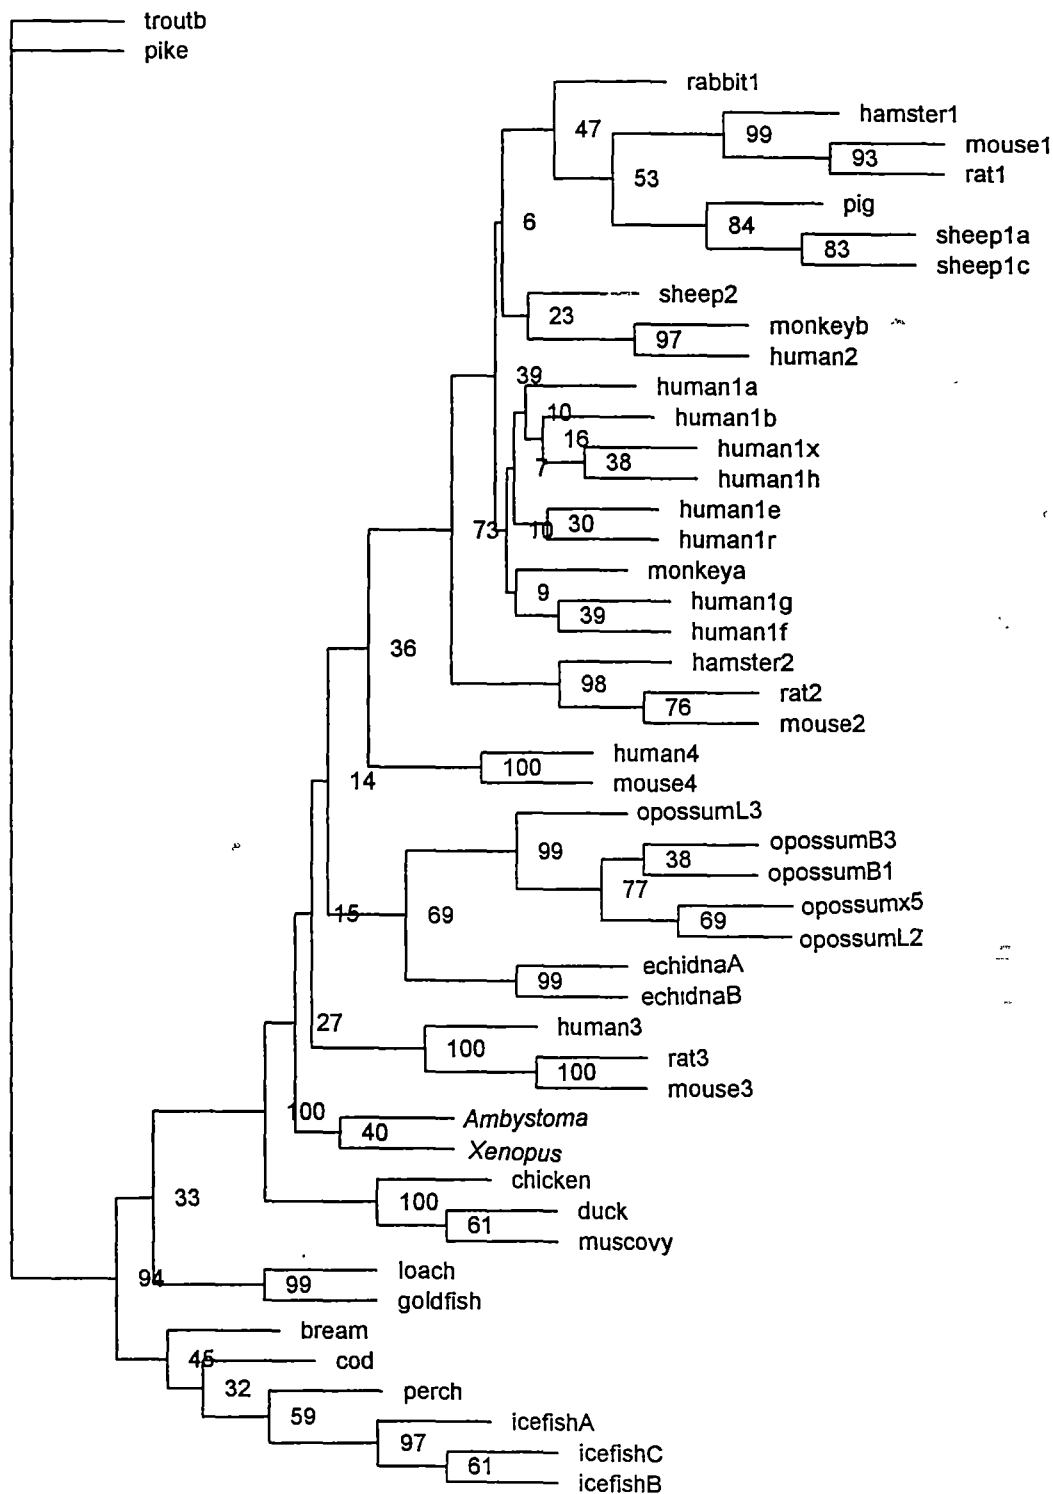 troutb
pike
rabbit1
hamster1
47
99
mouse1
93
rat1
53
pig
6
84
sheep1a
83
sheep1c
sheep2
23
monkeyb
97
human2
39
human1a
10
human1b
16
human1x
7
38
human1h
human1e
73
10
30
human1r
monkeya
9
human1g
39
human1f
36
hamster2
98
rat2
76
mouse2
human4
100
14
mouse4
opossumL3
opossumB3
99
38
opossumB1
77
opossumx5
15
69
69
opossumL2
echidnaA
99
echidnaB
27
human3
100
rat3
100
mouse3
100
Ambystoma
40
Xenopus
chicken
33
100
duck
61
muscovy
loach
94
99
goldfish
bream
45
cod
32
perch
59
icefishA
97
icefishC
61
icefishB